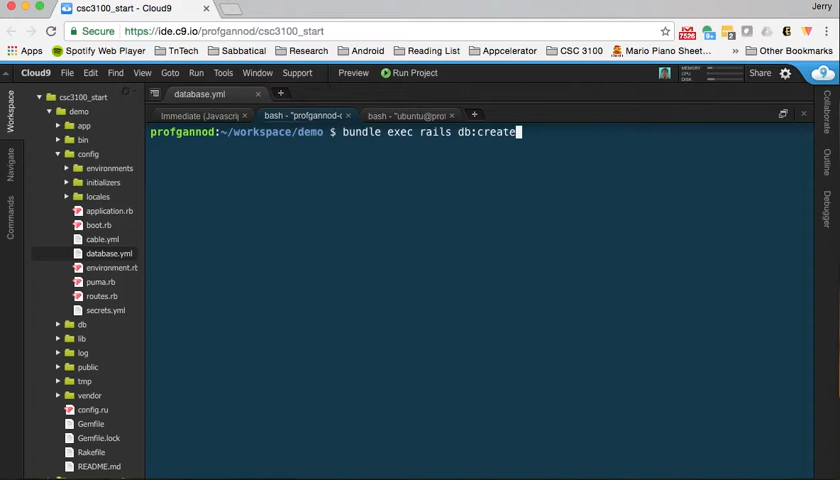 csc3100_start - Cloud9
Jerry
Secure https://ide.c9.io/profgannod/csc3100_start
7526
Apps Spotify Web Player TnTech Sabbatical Research Android Reading List Appcelerator CSC 3100 Mario Piano Sheet... » Other Bookmarks
Cloud9 File Edit Find View Goto Run Tools Window Support Preview Run Project MEMORY CPU DISK Share
Workspace
Navigate
Commands
csc3100_start
demo
app
bin
config
environments
initializers
locales
application.rb
boot.rb
cable.yml
database.yml
environment.rb
puma.rb
routes.rb
secrets.yml
db
lib
log
public
tmp
vendor
config.ru
Gemfile
Gemfile.lock
Rakefile
README.md
database.yml
Immediate (Javascrip bash - "profgannod-c bash - "ubuntu@prof
profgannod:~/workspace/demo $ bundle exec rails db:create
Collaborate
Outline
Debugger